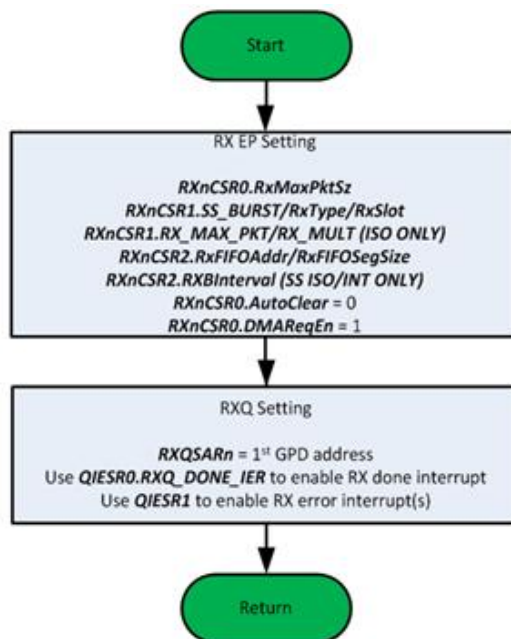 Start
RX EP Setting
RXnCSR0.RxMaxPktSz
RXnCSR1.SS_BURST/RxType/RxSlot
RXnCSR1.RX_MAX_PKT/RX_MULT (ISO ONLY)
RXnCSR2.RxFIFOAddr/RxFIFOSegSize
RXnCSR2.RXBInterval (SS ISO/INT ONLY)
RXnCSR0.AutoClear = 0
RXnCSR0.DMAReqEn = 1
RXQ Setting
RXQSARn = 1st GPD address
Use QIESR0.RXQ_DONE_IER to enable RX done interrupt
Use QIESR1 to enable RX error interrupt(s)
Return